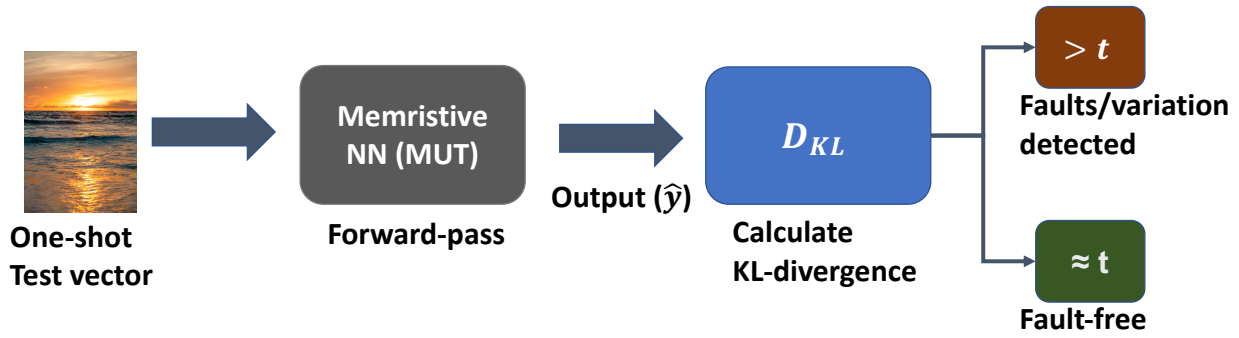 One-shot
Test vector
Memristive
NN (MUT)
Forward-pass
Output (ŷ)
D_KL
Calculate
KL-divergence
> t
Faults/variation
detected
≈ t
Fault-free